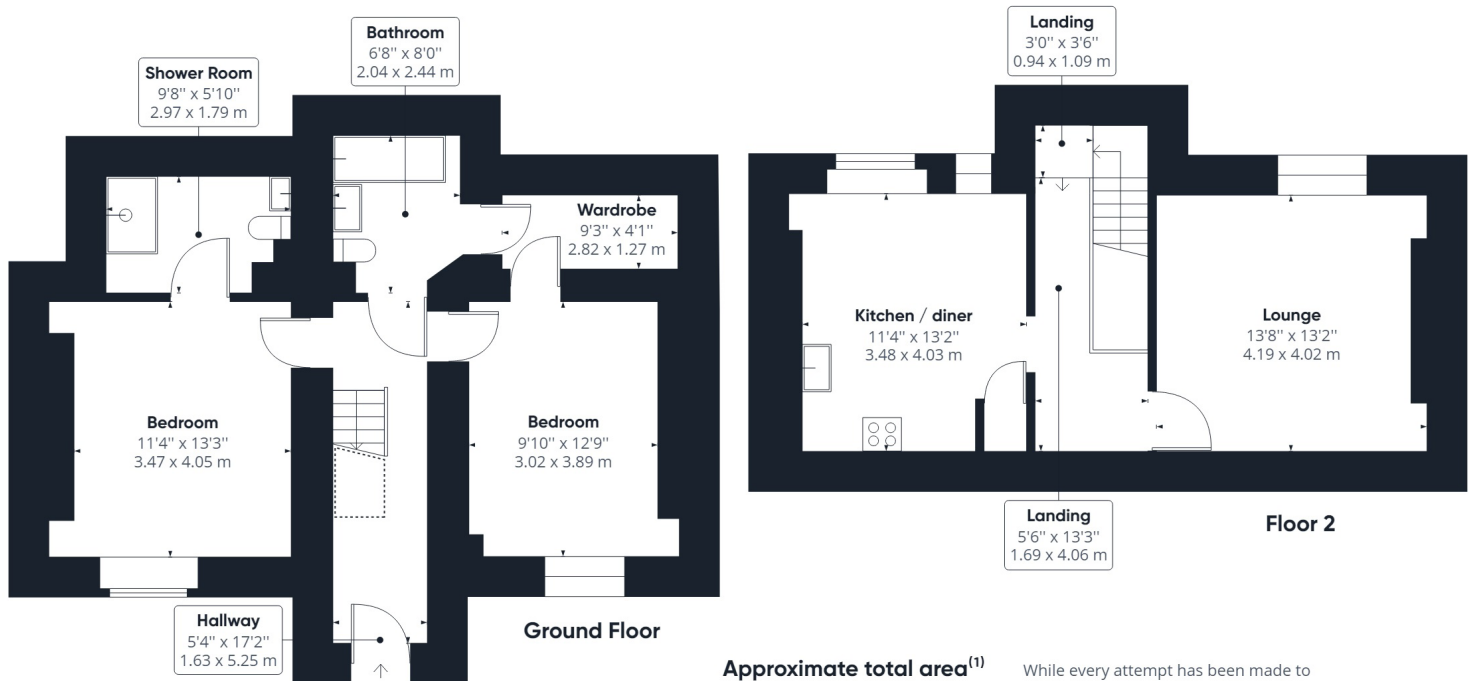 Bathroom
6'8'' x 8'0''
2.04 x 2.44 m
Shower Room
9'8'' x 5'10''
2.97 x 1.79 m
Wardrobe
9'3'' x 4'1''
2.82 x 1.27 m
Bedroom
11'4'' x 13'3''
3.47 x 4.05 m
Bedroom
9'10'' x 12'9''
3.02 x 3.89 m
Hallway
5'4'' x 17'2''
1.63 x 5.25 m
Ground Floor
Landing
3'0'' x 3'6''
0.94 x 1.09 m
Kitchen / diner
11'4'' x 13'2''
3.48 x 4.03 m
Lounge
13'8'' x 13'2''
4.19 x 4.02 m
Landing
5'6'' x 13'3''
1.69 x 4.06 m
Floor 2
Approximate total area(1)
While every attempt has been made to